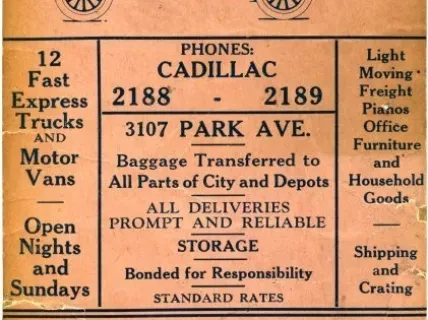 12
Fast
Express
Trucks
AND
Motor
Vans
Open
Nights
and
Sundays
PHONES:
CADILLAC
2188 - 2189
3107 PARK AVE.
Baggage Transferred to
All Parts of City and Depots
ALL DELIVERIES
PROMPT AND RELIABLE
STORAGE
Bonded for Responsibility
STANDARD RATES
Light
Moving
Freight
Pianos
Office
Furniture
and
Household
Goods
Shipping
and
Crating